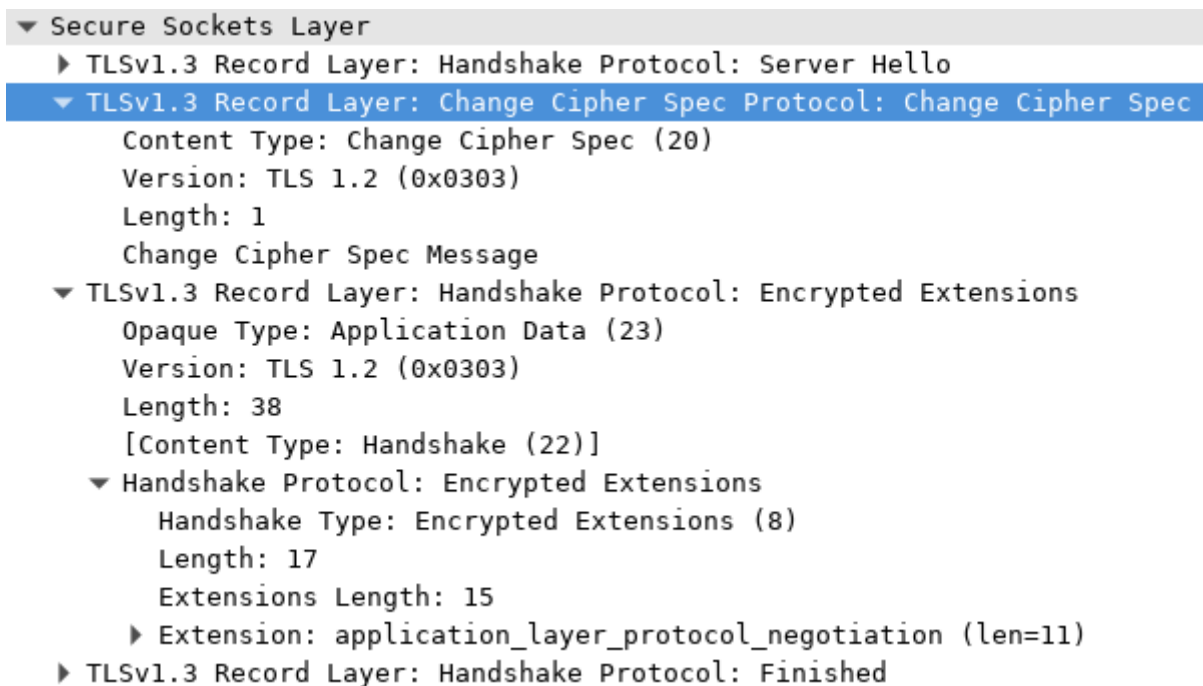 Secure Sockets Layer
TLSv1.3 Record Layer: Handshake Protocol: Server Hello
TLSv1.3 Record Layer: Change Cipher Spec Protocol: Change Cipher Spec
Content Type: Change Cipher Spec (20)
Version: TLS 1.2 (0x0303)
Length: 1
Change Cipher Spec Message
TLSv1.3 Record Layer: Handshake Protocol: Encrypted Extensions
Opaque Type: Application Data (23)
Version: TLS 1.2 (0x0303)
Length: 38
[Content Type: Handshake (22)]
Handshake Protocol: Encrypted Extensions
Handshake Type: Encrypted Extensions (8)
Length: 17
Extensions Length: 15
Extension: application_layer_protocol_negotiation (len=11)
TLSv1.3 Record Layer: Handshake Protocol: Finished